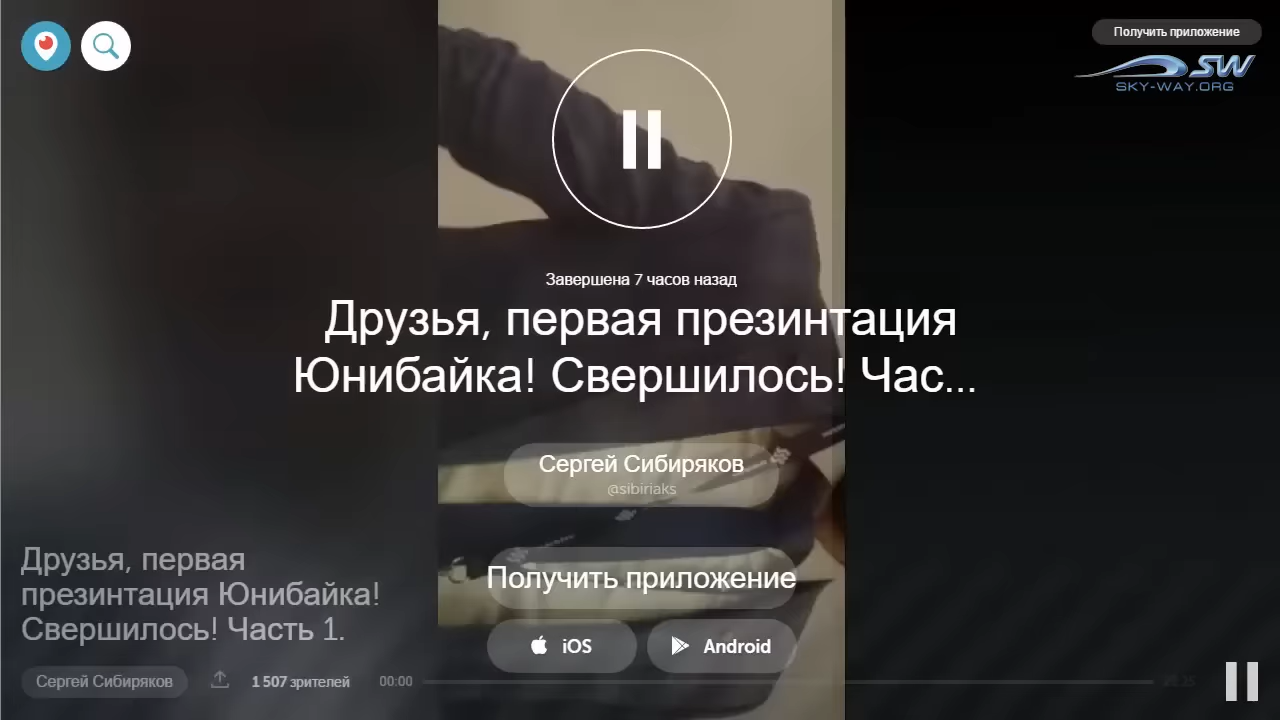 Получить приложение
SW
SKY-WAY.ORG
Завершена 7 часов назад
Друзья, первая презинтация
Юнибайка! Свершилось! Час...
Сергей Сибиряков
@sibiriaks
Получить приложение
iOS
Android
Друзья, первая
презинтация Юнибайка!
Свершилось! Часть 1.
Сергей Сибиряков
1 507 зрителей
00:00